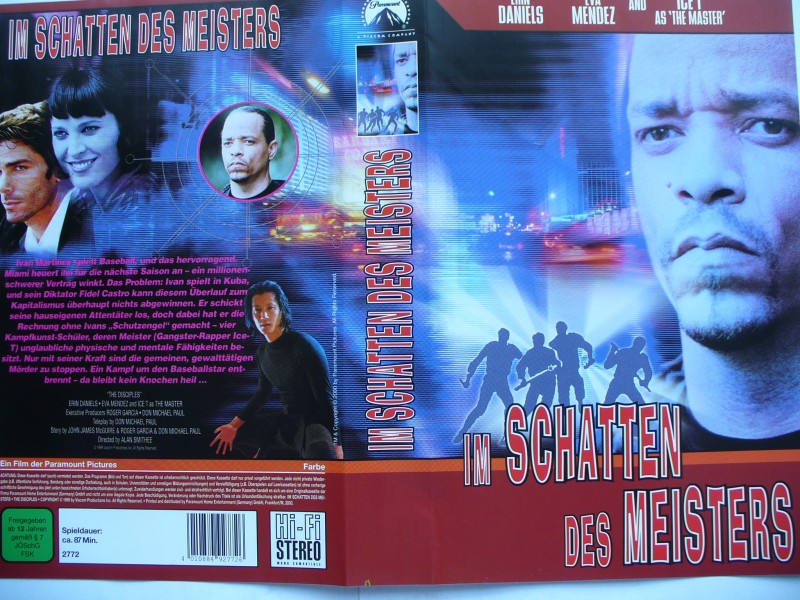 IM SCHATTEN DES MEISTERS
Ivan Martinez spielt Baseball, und das hervorragend.
Miami heuert ihn für die nächste Saison an – ein millionen-
schwerer Vertrag winkt. Das Problem: Ivan spielt in Kuba,
und sein Diktator Fidel Castro kann diesem Überlauf zum
Kapitalismus überhaupt nichts abgewinnen. Er schickt
seine hauseigenen Attentäter los, doch dabei hat er die
Rechnung ohne Ivans „Schutzengel" gemacht – vier
Kampfkunst-Schüler, deren Meister (Gangster-Rapper Ice-
T) unglaubliche physische und mentale Fähigkeiten be-
sitzt. Nur mit seiner Kraft sind die gemeinen, gewalttätigen
Mörder zu stoppen. Ein Kampf um den Baseballstar ent-
brennt – da bleibt kein Knochen heil ...
"THE DISCIPLES"
ERIN DANIELS • EVA MENDEZ and ICE T as THE MASTER
Executive Producers ROGER GARCIA • DON MICHAEL PAUL
Teleplay by DON MICHAEL PAUL
Story by JOHN JAMES McGUIRE & ROGER GARCIA & DON MICHAEL PAUL
Directed by ALAN SMITHEE
Ein Film der Paramount Pictures
Farbe
Freigegeben
ab 12 Jahren
gemäß § 7
JÖSchG
FSK
Spieldauer:
ca. 87 Min.
2772
4 010884 927726
Hi-Fi
STEREO
Paramount
A VIACOM COMPANY
IM SCHATTEN DES MEISTERS
ERIN DANIELS
EVA MENDEZ
AND
ICE T
AS 'THE MASTER'
IM SCHATTEN
DES MEISTERS